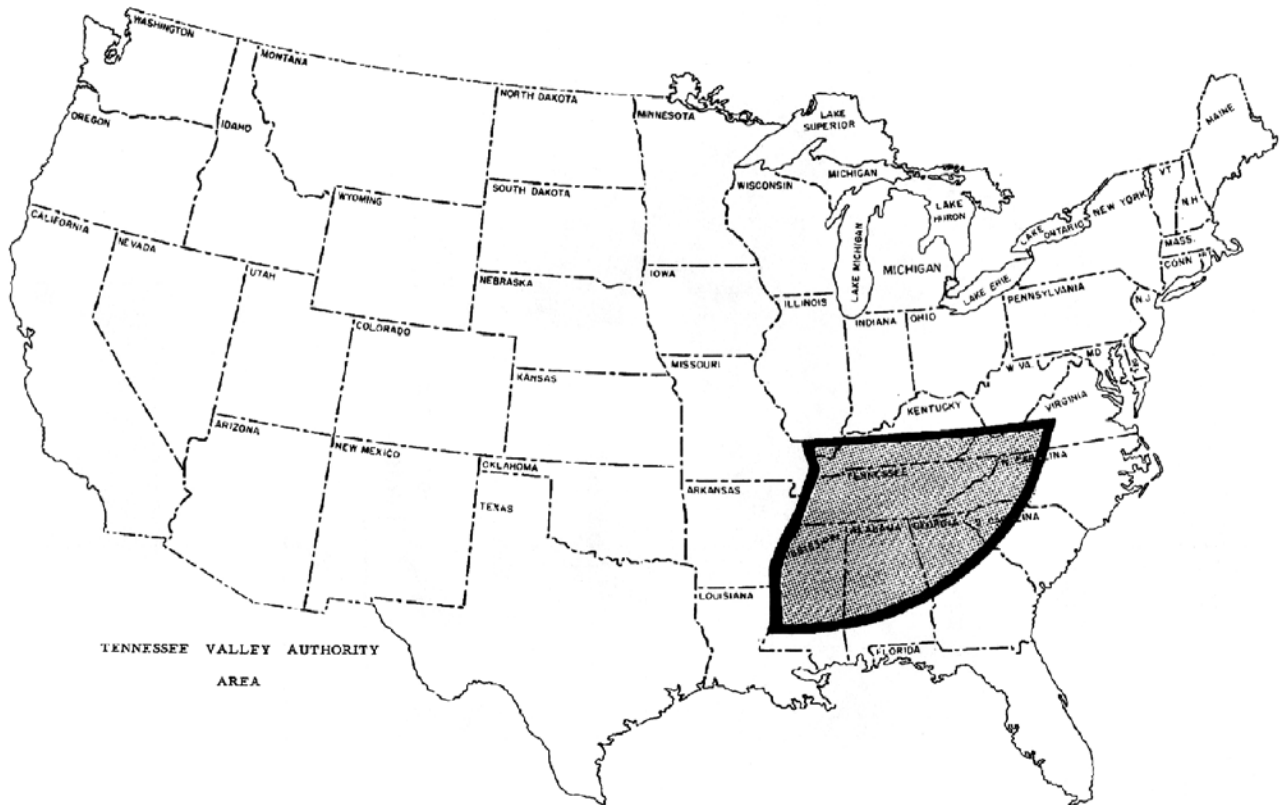 WASHINGTON
MONTANA
NORTH DAKOTA
MINNESOTA
LAKE
SUPERIOR
MAINE
OREGON
IDAHO
MICHIGAN
WISCONSIN
VT.
SOUTH DAKOTA
WYOMING
LAKE
HURON
NEW YORK
N.H.
CALIFORNIA
NEVADA
LAKE
ONTARIO
MASS.
CONN
UTAH
IOWA
LAKE MICHIGAN
MICHIGAN
LAKE ERIE
NEBRASKA
ILLINOIS
PENNSYLVANIA
N.J.
COLORADO
INDIANA
OHIO
MISSOURI
W. VA.
MD.
KANSAS
KENTUCKY
VIRGINIA
ARIZONA
NEW MEXICO
OKLAHOMA
TENNESSEE
N. CAROLINA
TEXAS
ARKANSAS
ALABAMA
GEORGIA
S. CAROLINA
LOUISIANA
FLORIDA
TENNESSEE VALLEY AUTHORITY
AREA